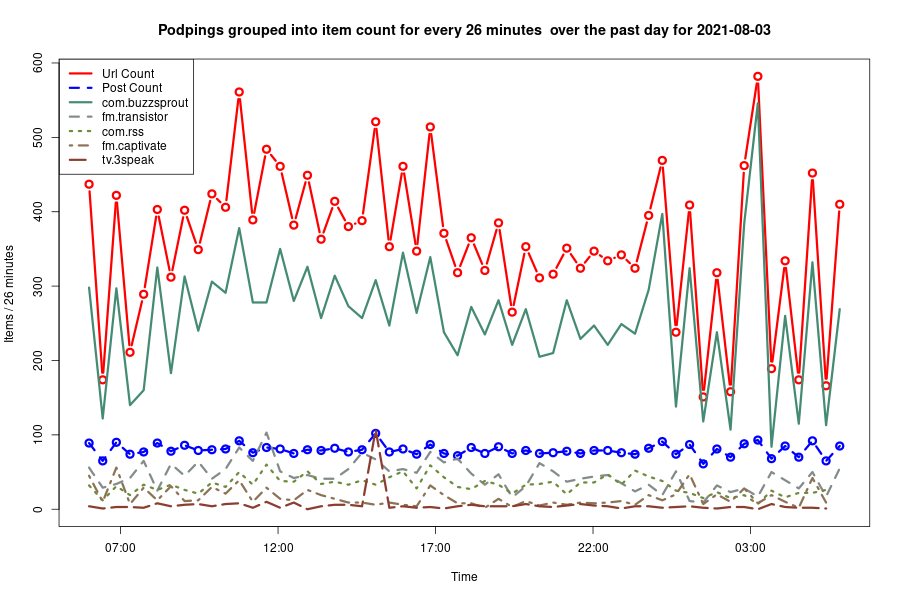 Podpings grouped into item count for every 26 minutes  over the past day for 2021-08-03
Url Count
Post Count
com.buzzsprout
fm.transistor
com.rss
fm.captivate
tv.3speak
Items / 26 minutes
600
500
400
300
200
100
0
07:00
12:00
17:00
22:00
03:00
Time